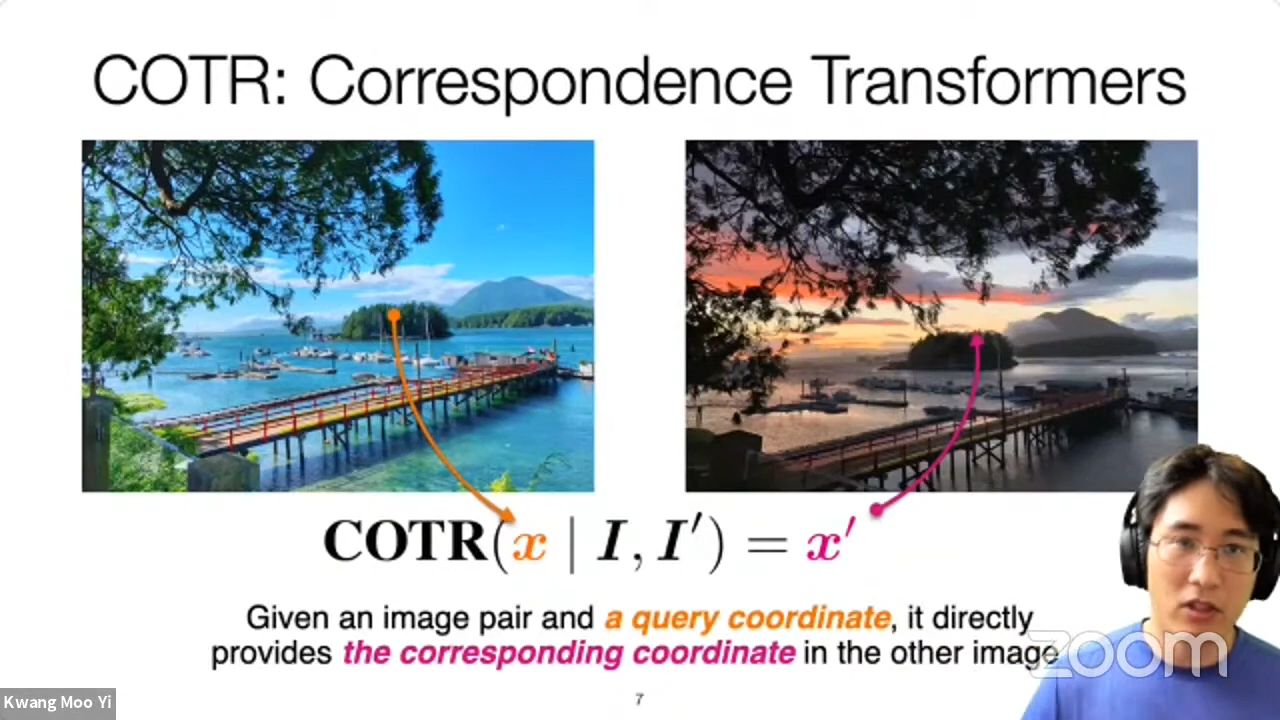 COTR: Correspondence Transformers
COTR(x | I, I′) = x′
Given an image pair and a query coordinate, it directly
provides the corresponding coordinate in the other image
zoom
Kwang Moo Yi
7